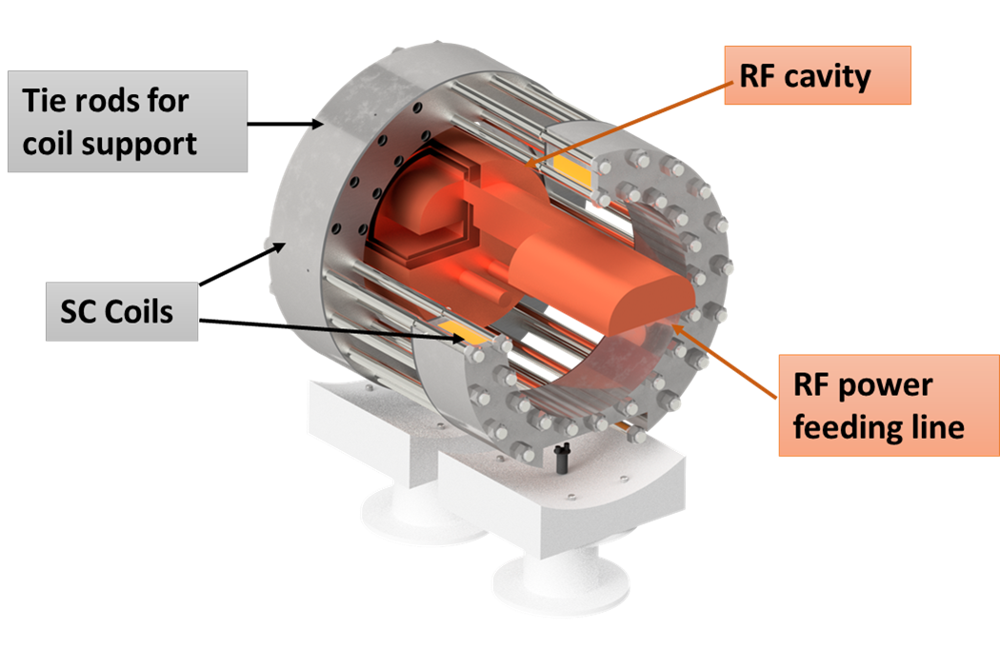 Tie rods for
coil support
RF cavity
SC Coils
RF power
feeding line